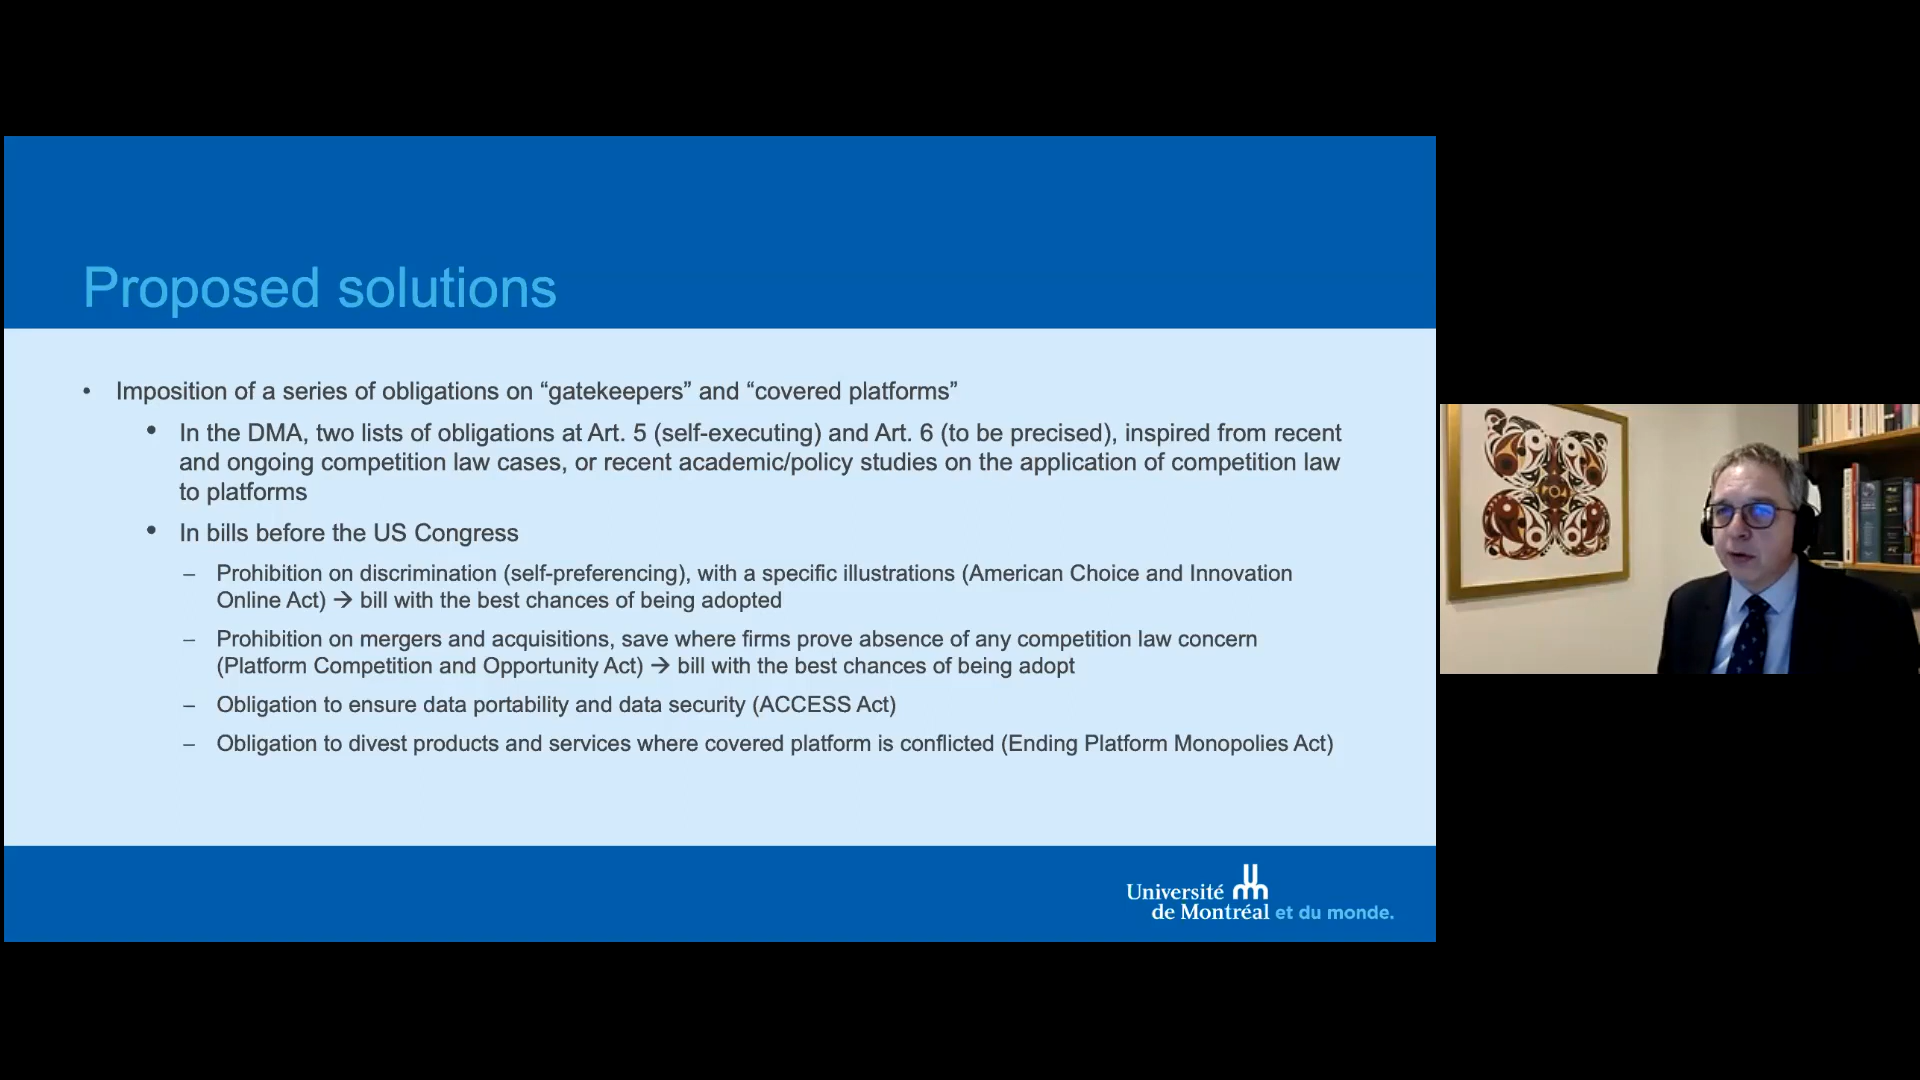 Proposed solutions
• Imposition of a series of obligations on “gatekeepers” and “covered platforms”
• In the DMA, two lists of obligations at Art. 5 (self-executing) and Art. 6 (to be precised), inspired from recent
and ongoing competition law cases, or recent academic/policy studies on the application of competition law
to platforms
• In bills before the US Congress
– Prohibition on discrimination (self-preferencing), with a specific illustrations (American Choice and Innovation
Online Act) → bill with the best chances of being adopted
– Prohibition on mergers and acquisitions, save where firms prove absence of any competition law concern
(Platform Competition and Opportunity Act) → bill with the best chances of being adopt
– Obligation to ensure data portability and data security (ACCESS Act)
– Obligation to divest products and services where covered platform is conflicted (Ending Platform Monopolies Act)
Université
de Montréal et du monde.